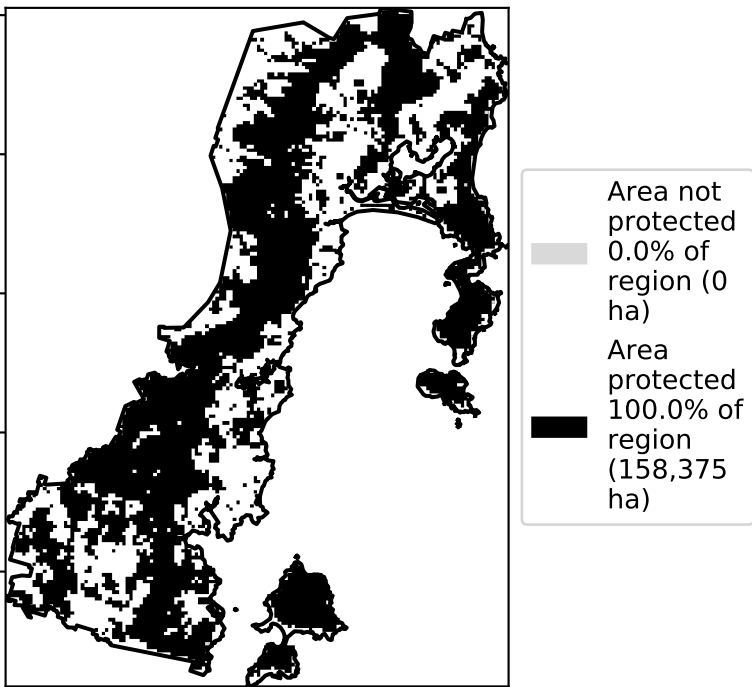 Area not
protected
0.0% of
region (0
ha)
Area
protected
100.0% of
region
(158,375
ha)